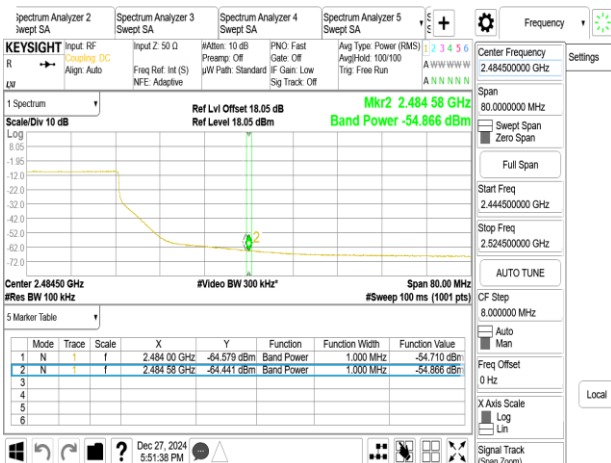 Spectrum Analyzer 2
Swept SA
Spectrum Analyzer 3
Swept SA
Spectrum Analyzer 4
Swept SA
Spectrum Analyzer 5
Swept SA
Frequency
KEYSIGHT
R
Input: RF
Coupling: DC
Align: Auto
Input Z: 50 Ω
Freq Ref: Int (S)
NFE: Adaptive
#Atten: 10 dB
Preamp: Off
µW Path: Standard
PNO: Fast
Gate: Off
IF Gain: Low
Sig Track: Off
Avg Type: Power (RMS)
Avg|Hold: 100/100
Trig: Free Run
1 2 3 4 5 6
A W W W W W
A N N N N N
1 Spectrum
Scale/Div 10 dB
Ref Lvl Offset 18.05 dB
Ref Level 18.05 dBm
Mkr2 2.484 58 GHz
Band Power -54.866 dBm
Log
8.05
-1.95
-12.0
-22.0
-32.0
-42.0
-52.0
-62.0
-72.0
2
Center 2.48450 GHz
#Res BW 100 kHz
#Video BW 300 kHz*
Span 80.00 MHz
#Sweep 100 ms (1001 pts)
5 Marker Table
Mode Trace Scale X Y Function Function Width Function Value
1 N 1 f 2.484 00 GHz -64.579 dBm Band Power 1.000 MHz -54.710 dBm
2 N 1 f 2.484 58 GHz -64.441 dBm Band Power 1.000 MHz -54.866 dBm
3
4
5
6
?
Dec 27, 2024
5:51:38 PM
Center Frequency
2.484500000 GHz
Span
80.0000000 MHz
Swept Span
Zero Span
Full Span
Start Freq
2.444500000 GHz
Stop Freq
2.524500000 GHz
AUTO TUNE
CF Step
8.000000 MHz
Auto
Man
Freq Offset
0 Hz
X Axis Scale
Log
Lin
Signal Track
(Span Zoom)
Settings
Local